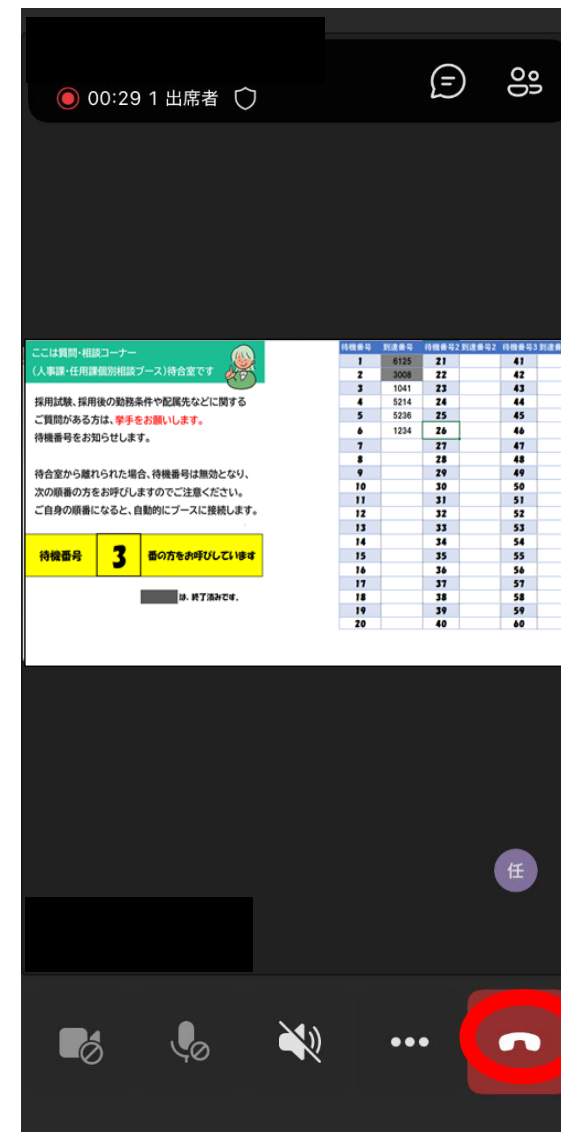 00:29 1 出席者
ここは質問・相談コーナー
(人事課・任用課個別相談ブース)待合室です
採用試験、採用後の勤務条件や配属先などに関する
ご質問がある方は、挙手をお願いします。
待機番号をお知らせします。
待合室から離れられた場合、待機番号は無効となり、
次の順番の方をお呼びしますのでご注意ください。
ご自身の順番になると、自動的にブースに接続します。
待機番号 3 番の方をお呼びしています
は、終了済みです。
待機番号 到達番号 待機番号2 到達番号2 待機番号3 到達番
1 6125 21 41
2 3008 22 42
3 1041 23 43
4 5214 24 44
5 5236 25 45
6 1234 26 46
7 27 47
8 28 48
9 29 49
10 30 50
11 31 51
12 32 52
13 33 53
14 34 54
15 35 55
16 36 56
17 37 57
18 38 58
19 39 59
20 40 60
任